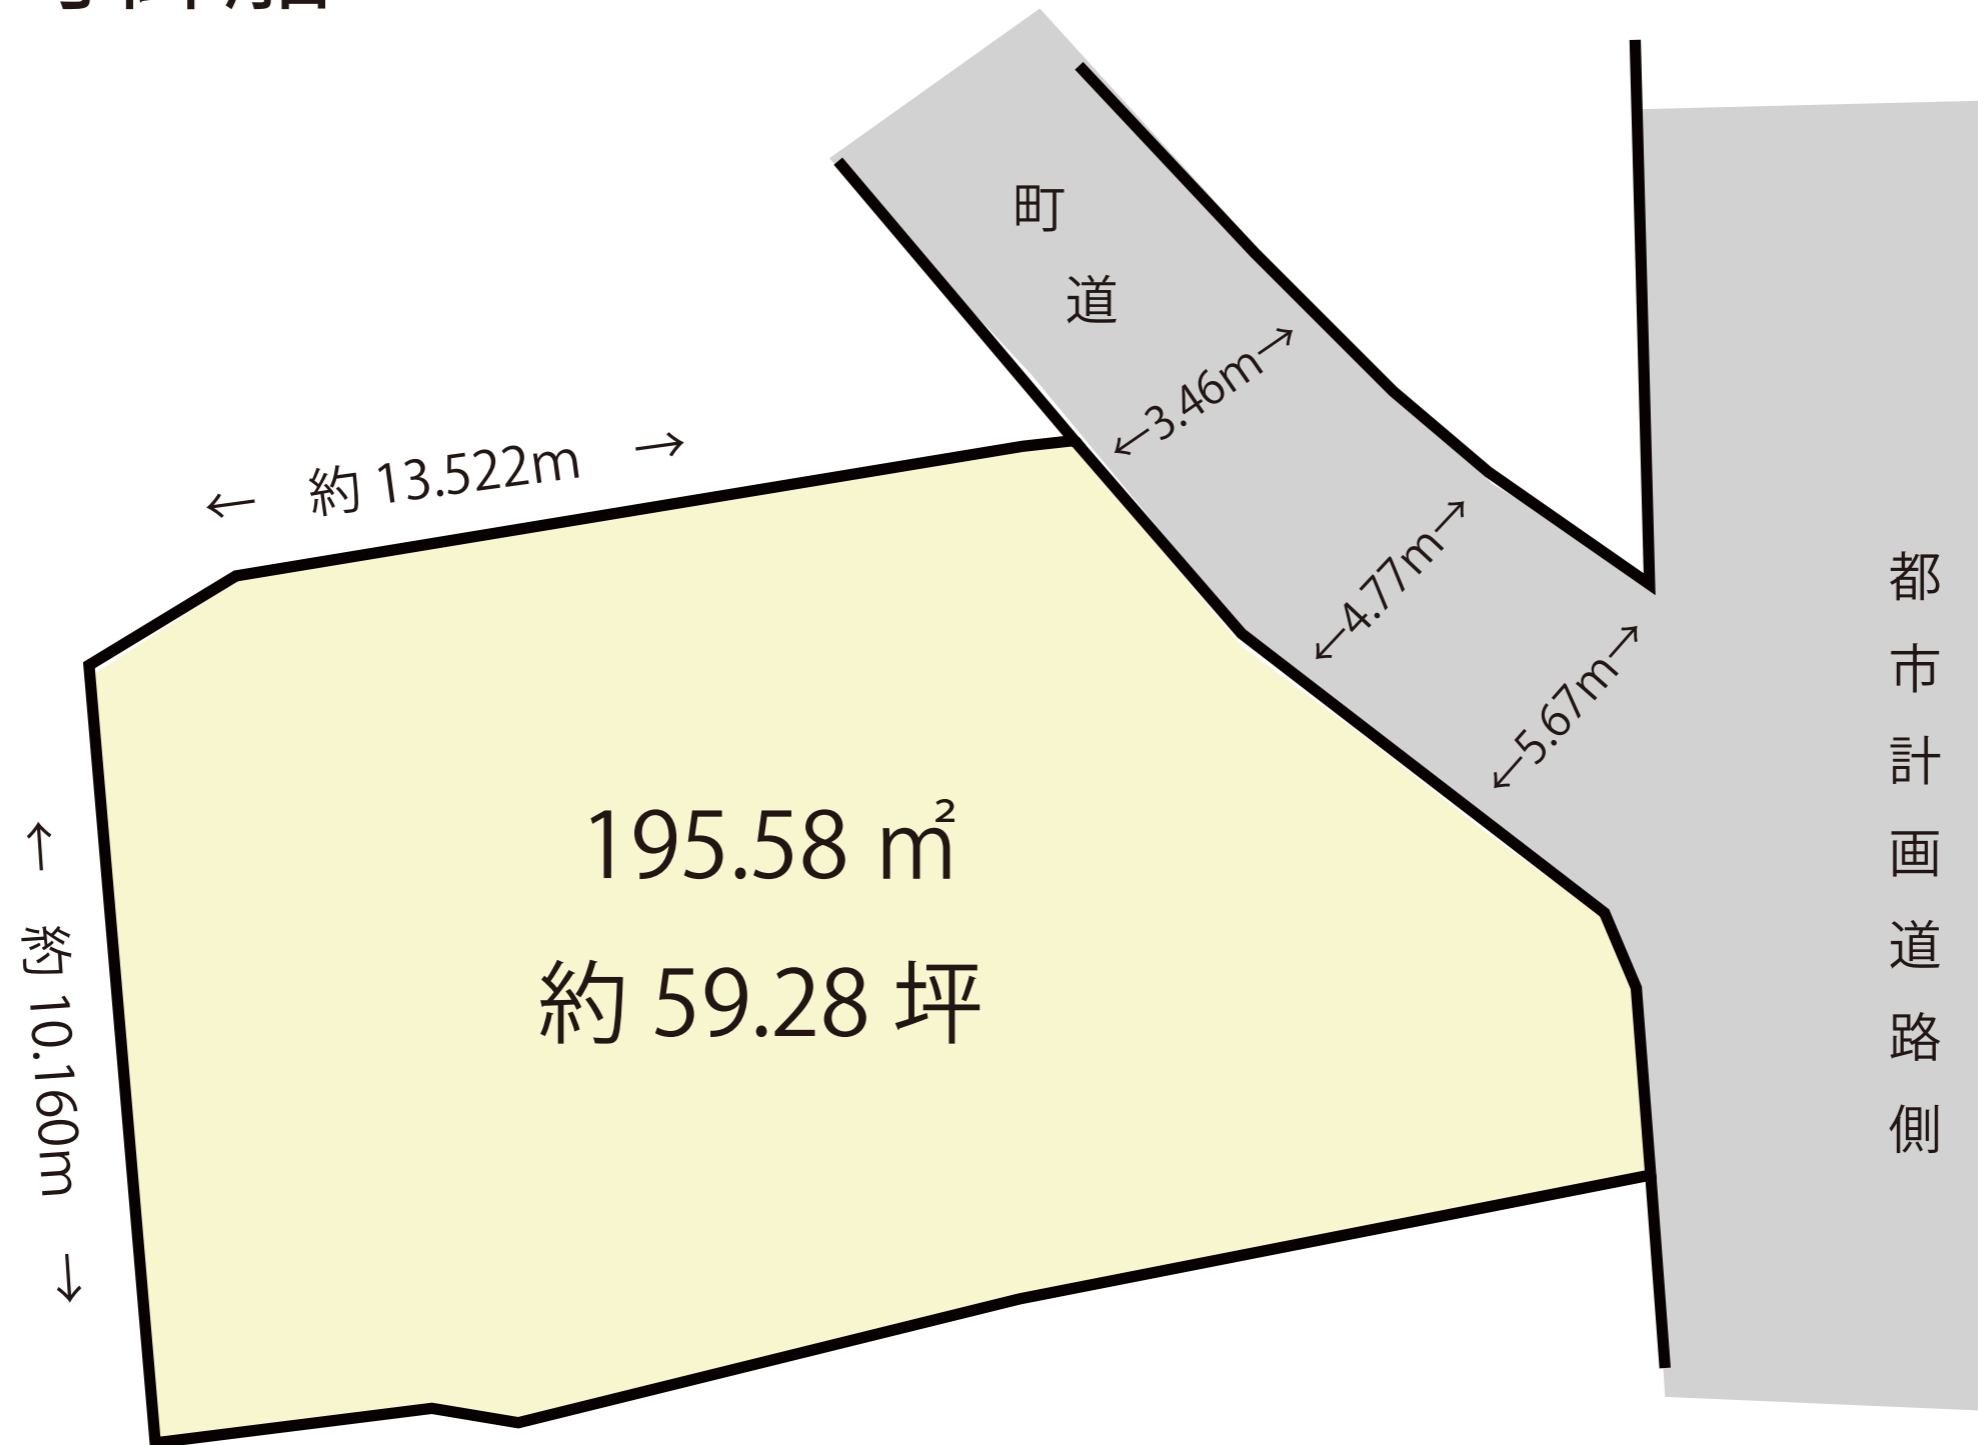 町道
←3.46m→
← 約 13.522m →
←4.77m→
←5.67m→
都市計画道路側
195.58 ㎡
約 59.28 坪
← 約 10.160m →